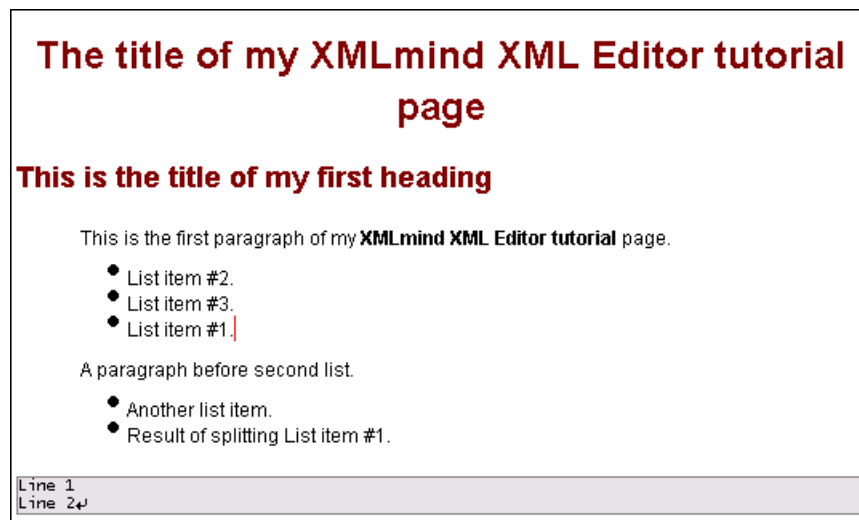 The title of my XMLmind XML Editor tutorial
page
This is the title of my first heading
This is the first paragraph of my XMLmind XML Editor tutorial page.
List item #2.
List item #3.
List item #1.
A paragraph before second list.
Another list item.
Result of splitting List item #1.
Line 1
Line 2↵